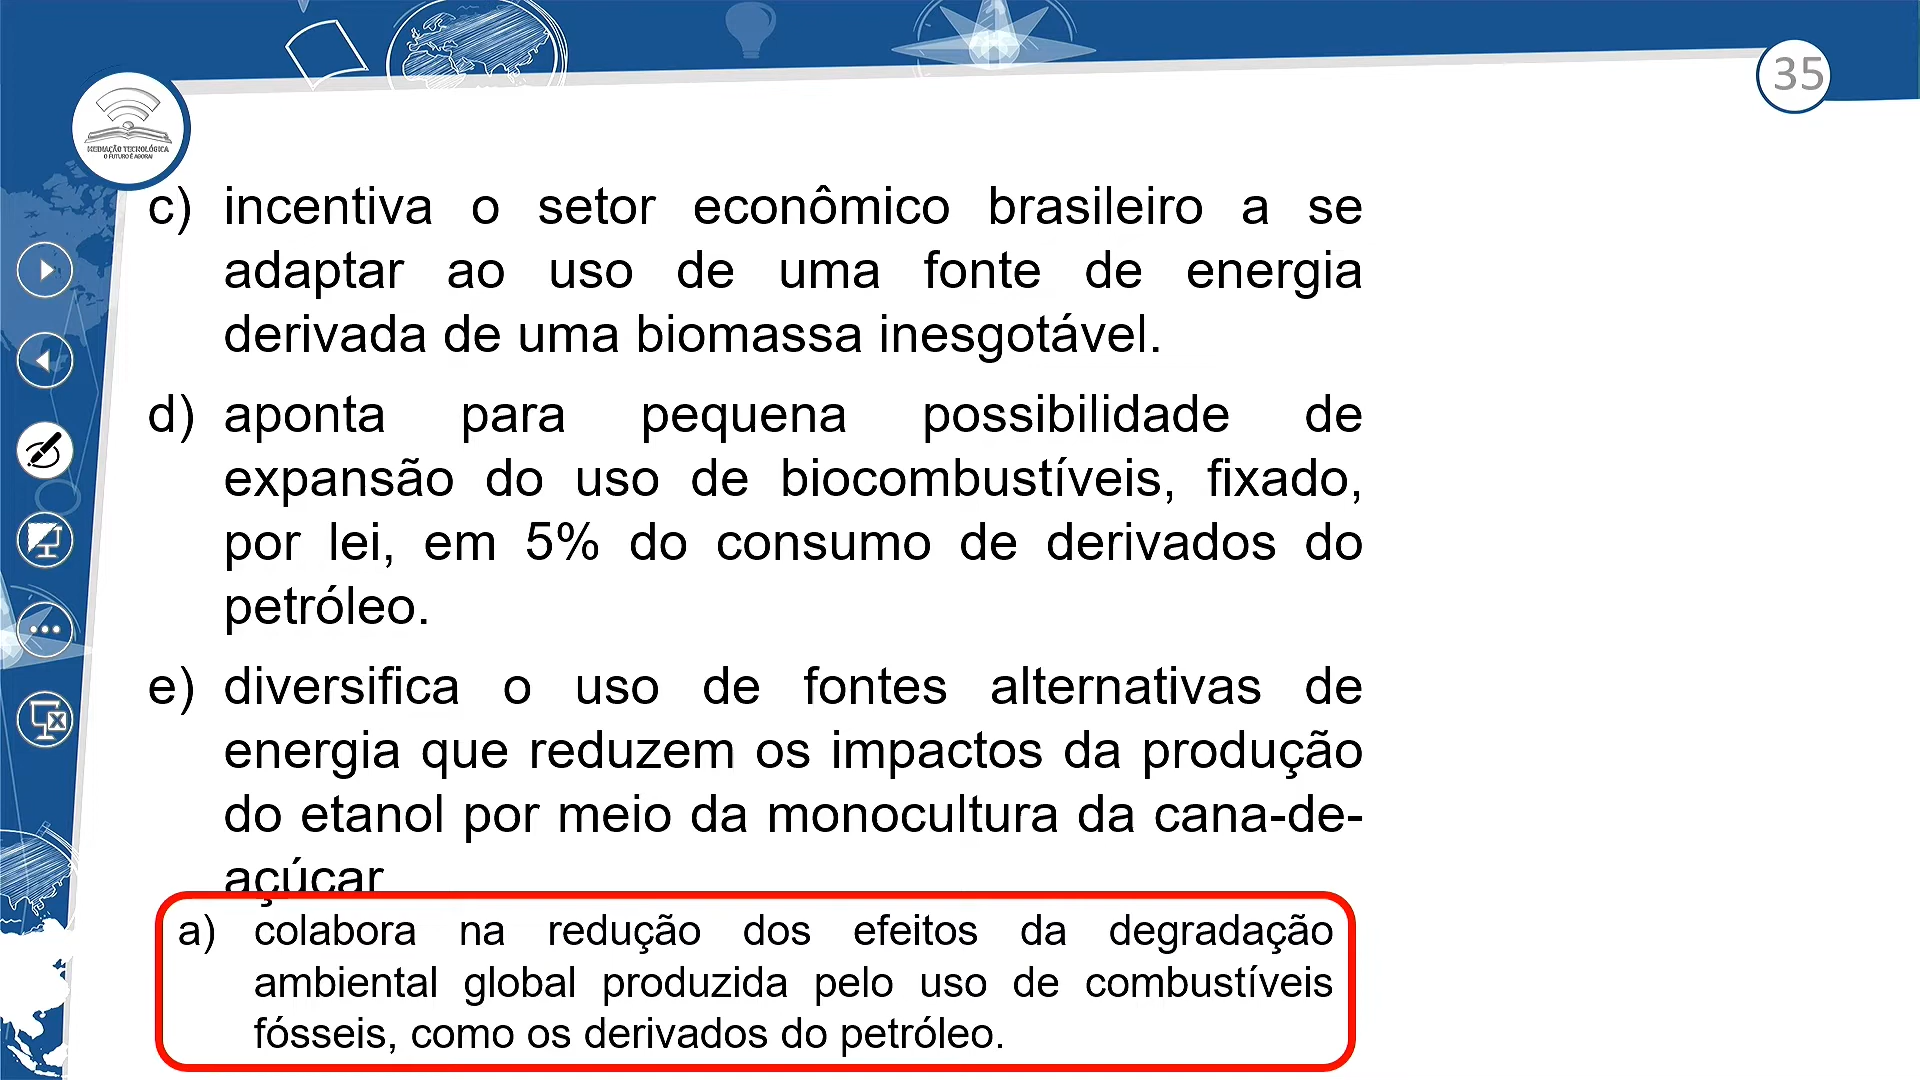 35
MEDIAÇÃO TECNOLÓGICA
O FUTURO É AGORA!
c) incentiva o setor econômico brasileiro a se
adaptar ao uso de uma fonte de energia
derivada de uma biomassa inesgotável.
d) aponta para pequena possibilidade de
expansão do uso de biocombustíveis, fixado,
por lei, em 5% do consumo de derivados do
petróleo.
e) diversifica o uso de fontes alternativas de
energia que reduzem os impactos da produção
do etanol por meio da monocultura da cana-de-
açúcar
a) colabora na redução dos efeitos da degradação
ambiental global produzida pelo uso de combustíveis
fósseis, como os derivados do petróleo.